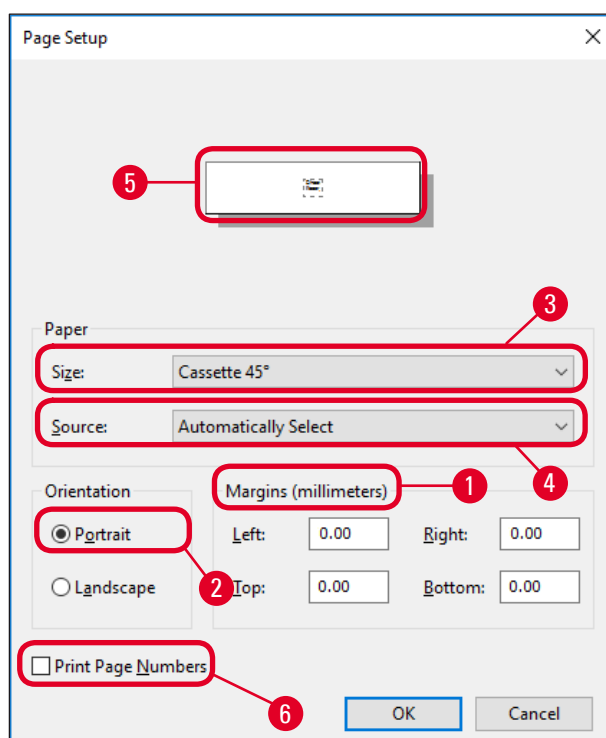 Page Setup
5
3
Paper
Size: Cassette 45°
Source: Automatically Select
4
Orientation
Margins (millimeters)
1
Portrait
Left: 0.00 Right: 0.00
2
Landscape
Top: 0.00 Bottom: 0.00
Print Page Numbers
6
OK Cancel